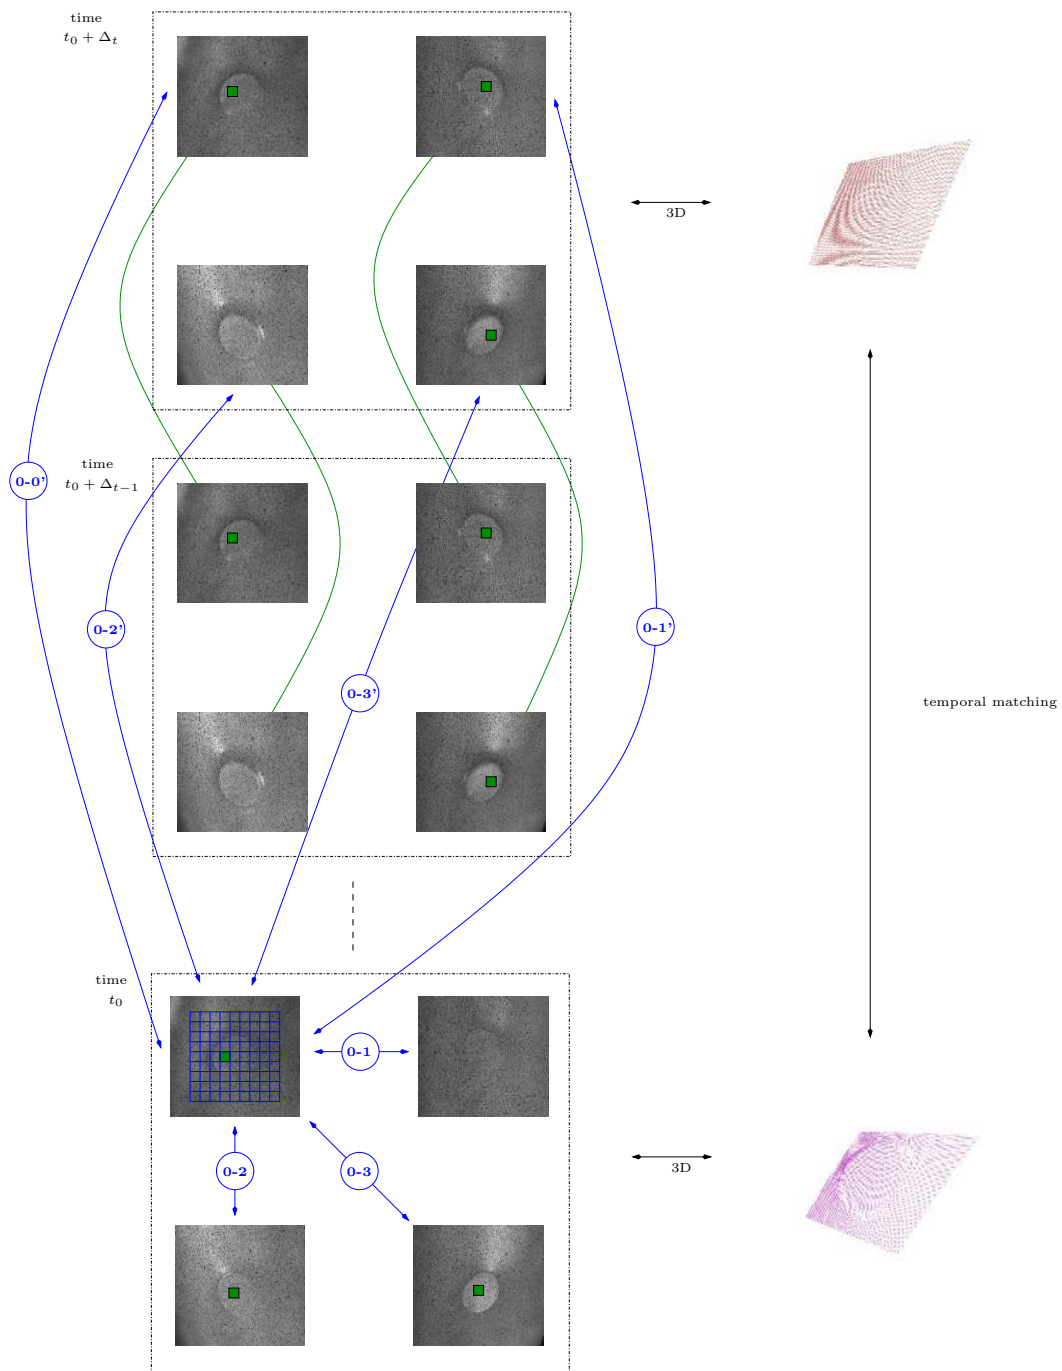 time
t₀ + Δₜ
3D
0-0’
time
t₀ + Δₜ₋₁
0-2’
0-1’
0-3’
temporal matching
time
t₀
0-1
0-2
0-3
3D